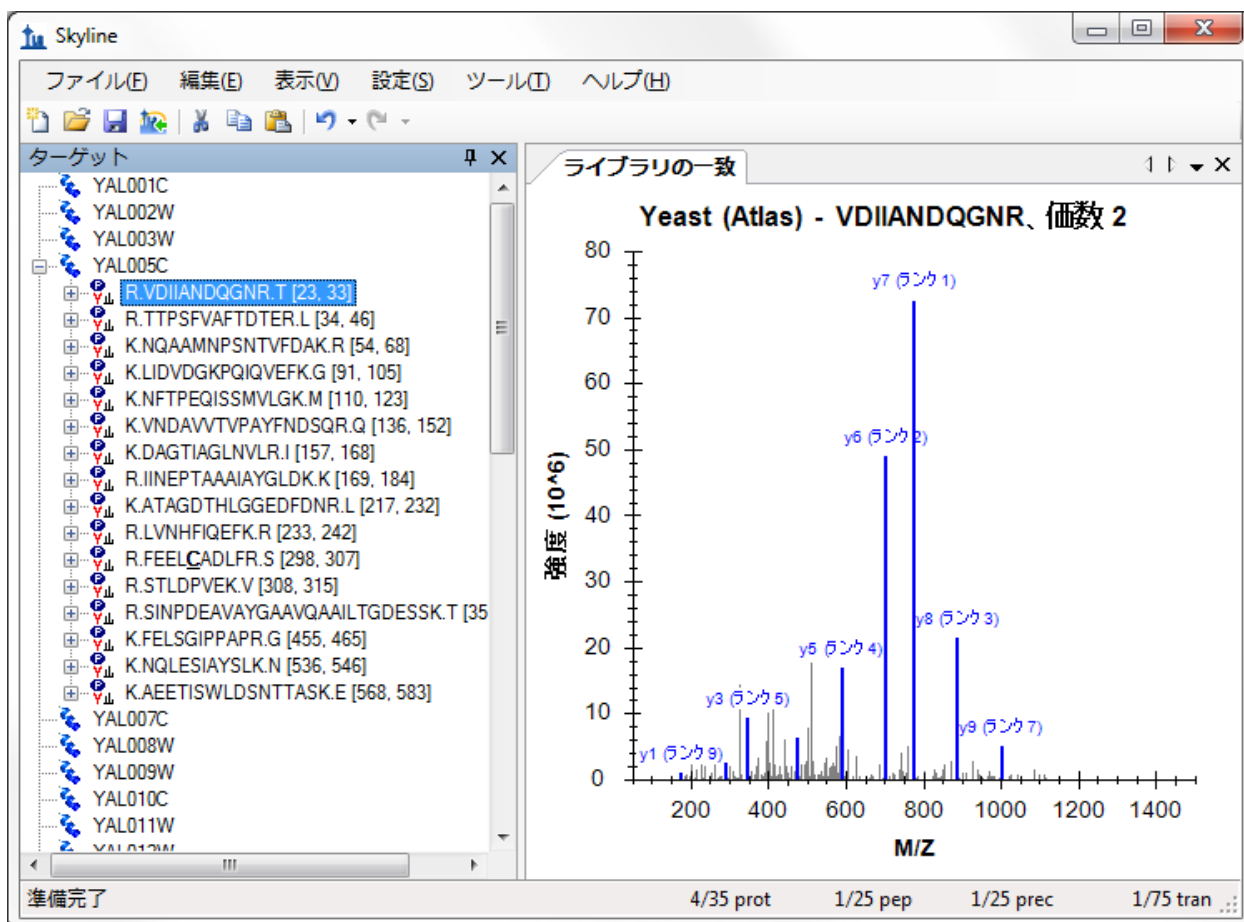 Skyline
ファイル(F) 編集(E) 表示(V) 設定(S) ツール(T) ヘルプ(H)
ターゲット
YAL001C
YAL002W
YAL003W
YAL005C
R.VDIIANDQGNR.T [23, 33]
R.TTPSFVAFTDTER.L [34, 46]
K.NQAAMNPSNTVFDAK.R [54, 68]
K.LIDVDGKPQIQVEFK.G [91, 105]
K.NFTPEQISSMVLGK.M [110, 123]
K.VNDAVVTVPAYFNDSQR.Q [136, 152]
K.DAGTIAGLNVLR.I [157, 168]
R.IINEPTAAAIAYGLDK.K [169, 184]
K.ATAGDTHLGGEDFDNR.L [217, 232]
R.LVNHFIQEFK.R [233, 242]
R.FEELCADLFR.S [298, 307]
R.STLDPVEK.V [308, 315]
R.SINPDEAVAYGAAVQAAILTGDESSK.T [35
K.FELSGIPPAPR.G [455, 465]
K.NQLESIAYSLK.N [536, 546]
K.AEETISWLDSNTTASK.E [568, 583]
YAL007C
YAL008W
YAL009W
YAL010C
YAL011W
YAL012W
ライブラリの一致
Yeast (Atlas) - VDIIANDQGNR、価数 2
強度 (10^6)
80
70
60
50
40
30
20
10
0
y7 (ランク 1)
y6 (ランク 2)
y8 (ランク 3)
y5 (ランク 4)
y3 (ランク 5)
y9 (ランク 7)
y1 (ランク 9)
200 400 600 800 1000 1200 1400
M/Z
準備完了 4/35 prot 1/25 pep 1/25 prec 1/75 tran